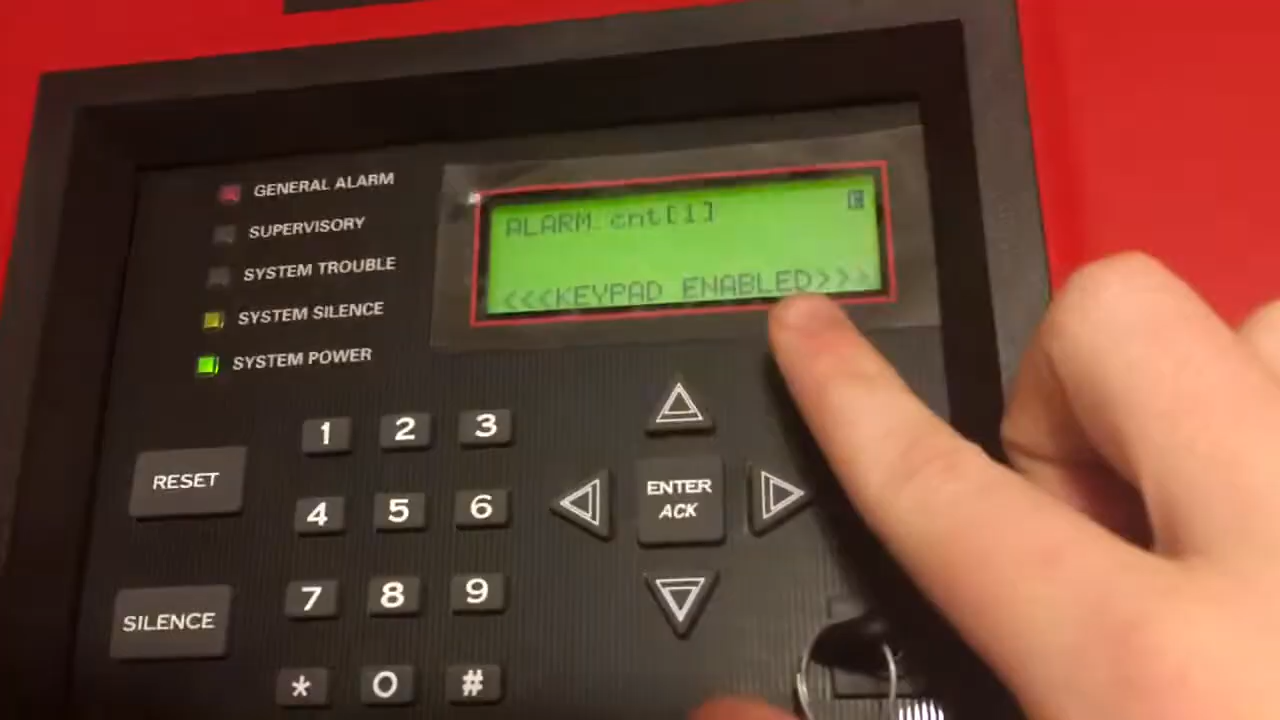 GENERAL ALARM
SUPERVISORY
SYSTEM TROUBLE
SYSTEM SILENCE
SYSTEM POWER
ALARM cnt[1]
<<<KEYPAD ENABLED>>>
RESET
SILENCE
1 2 3
4 5 6
7 8 9
* 0 #
ENTER
ACK